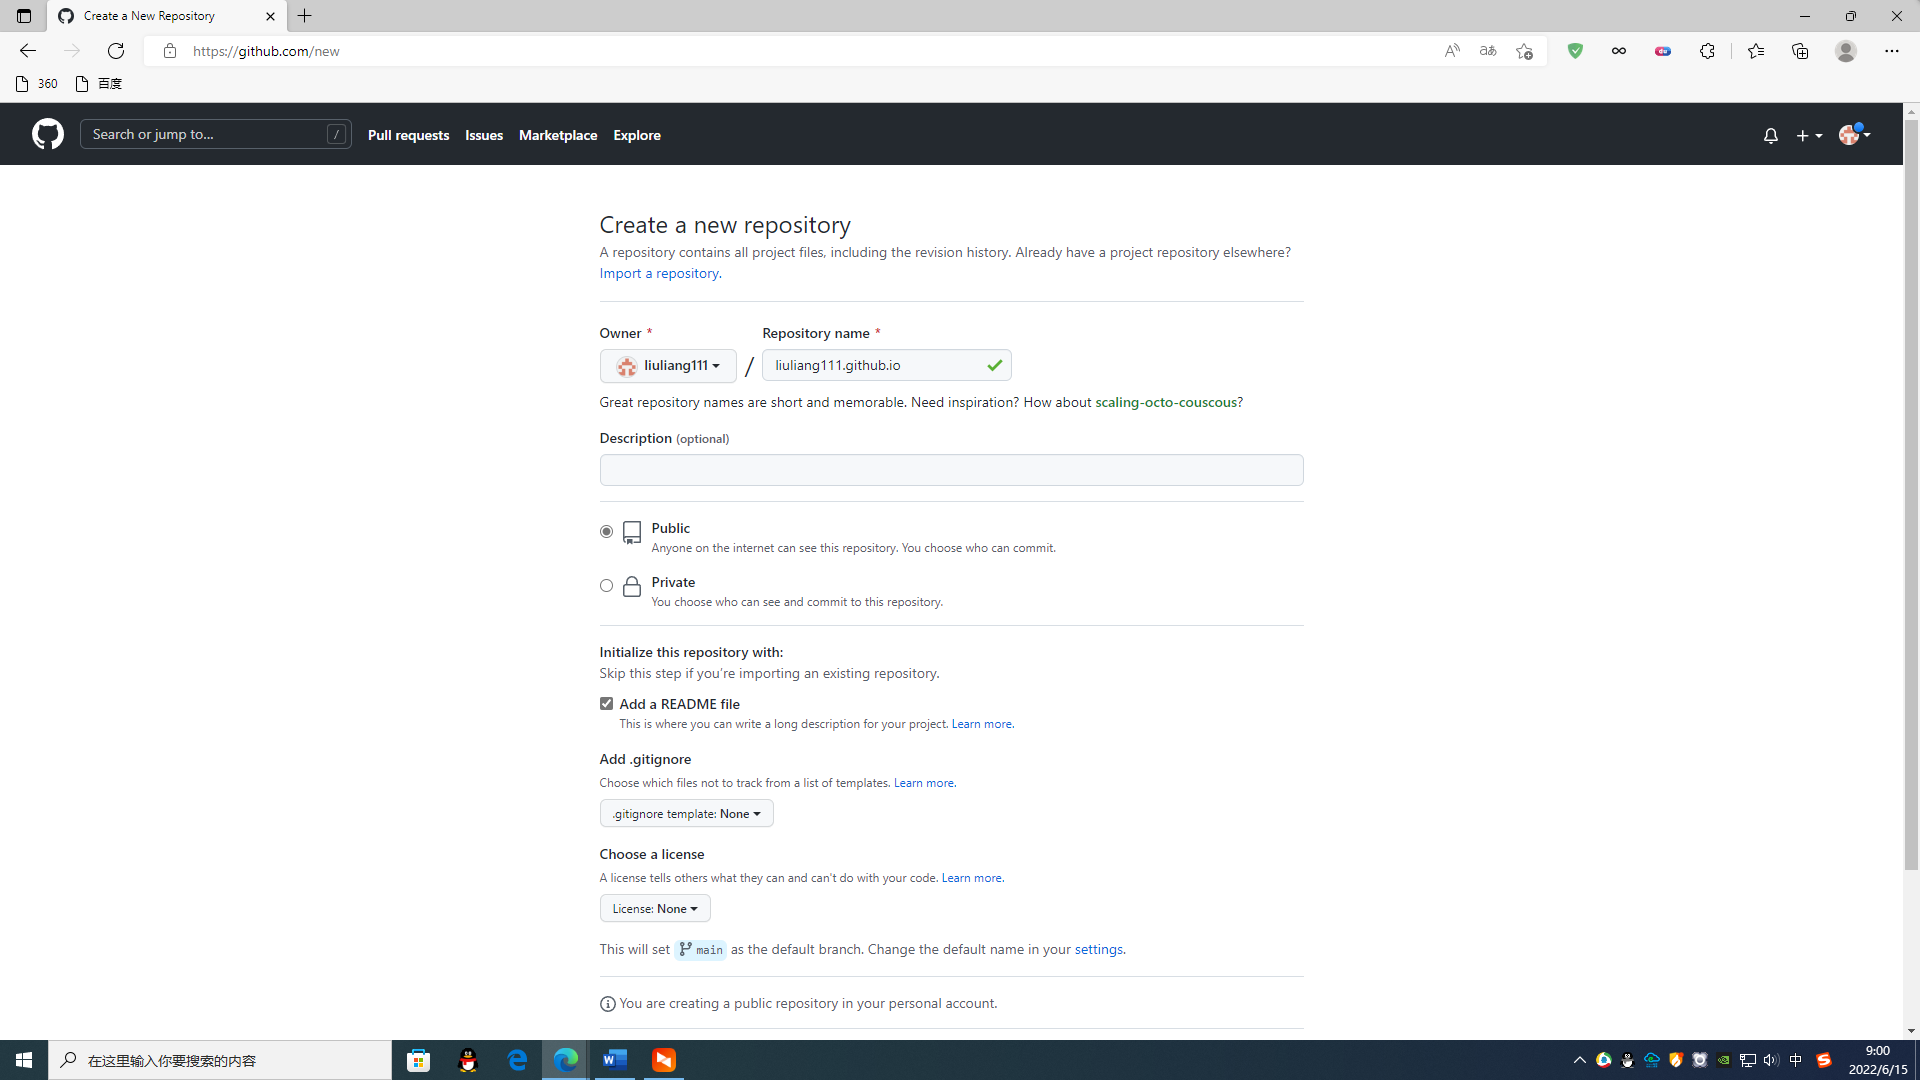 Create a New Repository
https://github.com/new
aあ
360 百度
Search or jump to... / Pull requests Issues Marketplace Explore
Create a new repository
A repository contains all project files, including the revision history. Already have a project repository elsewhere?
Import a repository.
Owner * Repository name *
liuliang111 / liuliang111.github.io
Great repository names are short and memorable. Need inspiration? How about scaling-octo-couscous?
Description (optional)
Public
Anyone on the internet can see this repository. You choose who can commit.
Private
You choose who can see and commit to this repository.
Initialize this repository with:
Skip this step if you're importing an existing repository.
Add a README file
This is where you can write a long description for your project. Learn more.
Add .gitignore
Choose which files not to track from a list of templates. Learn more.
.gitignore template: None
Choose a license
A license tells others what they can and can't do with your code. Learn more.
License: None
This will set main as the default branch. Change the default name in your settings.
You are creating a public repository in your personal account.
在这里输入你要搜索的内容
中
9:00
2022/6/15